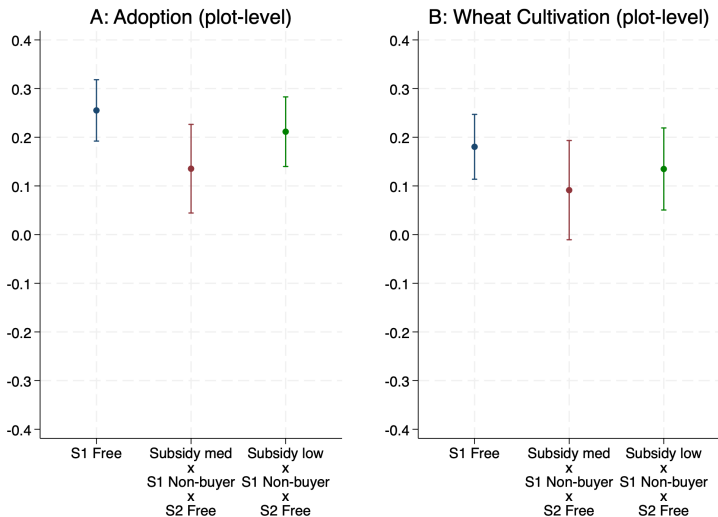 A: Adoption (plot-level)
0.4
0.3
0.2
0.1
0.0
-0.1
-0.2
-0.3
-0.4
S1 Free
Subsidy med
x
S1 Non-buyer
x
S2 Free
Subsidy low
x
S1 Non-buyer
x
S2 Free
B: Wheat Cultivation (plot-level)
0.4
0.3
0.2
0.1
0.0
-0.1
-0.2
-0.3
-0.4
S1 Free
Subsidy med
x
S1 Non-buyer
x
S2 Free
Subsidy low
x
S1 Non-buyer
x
S2 Free